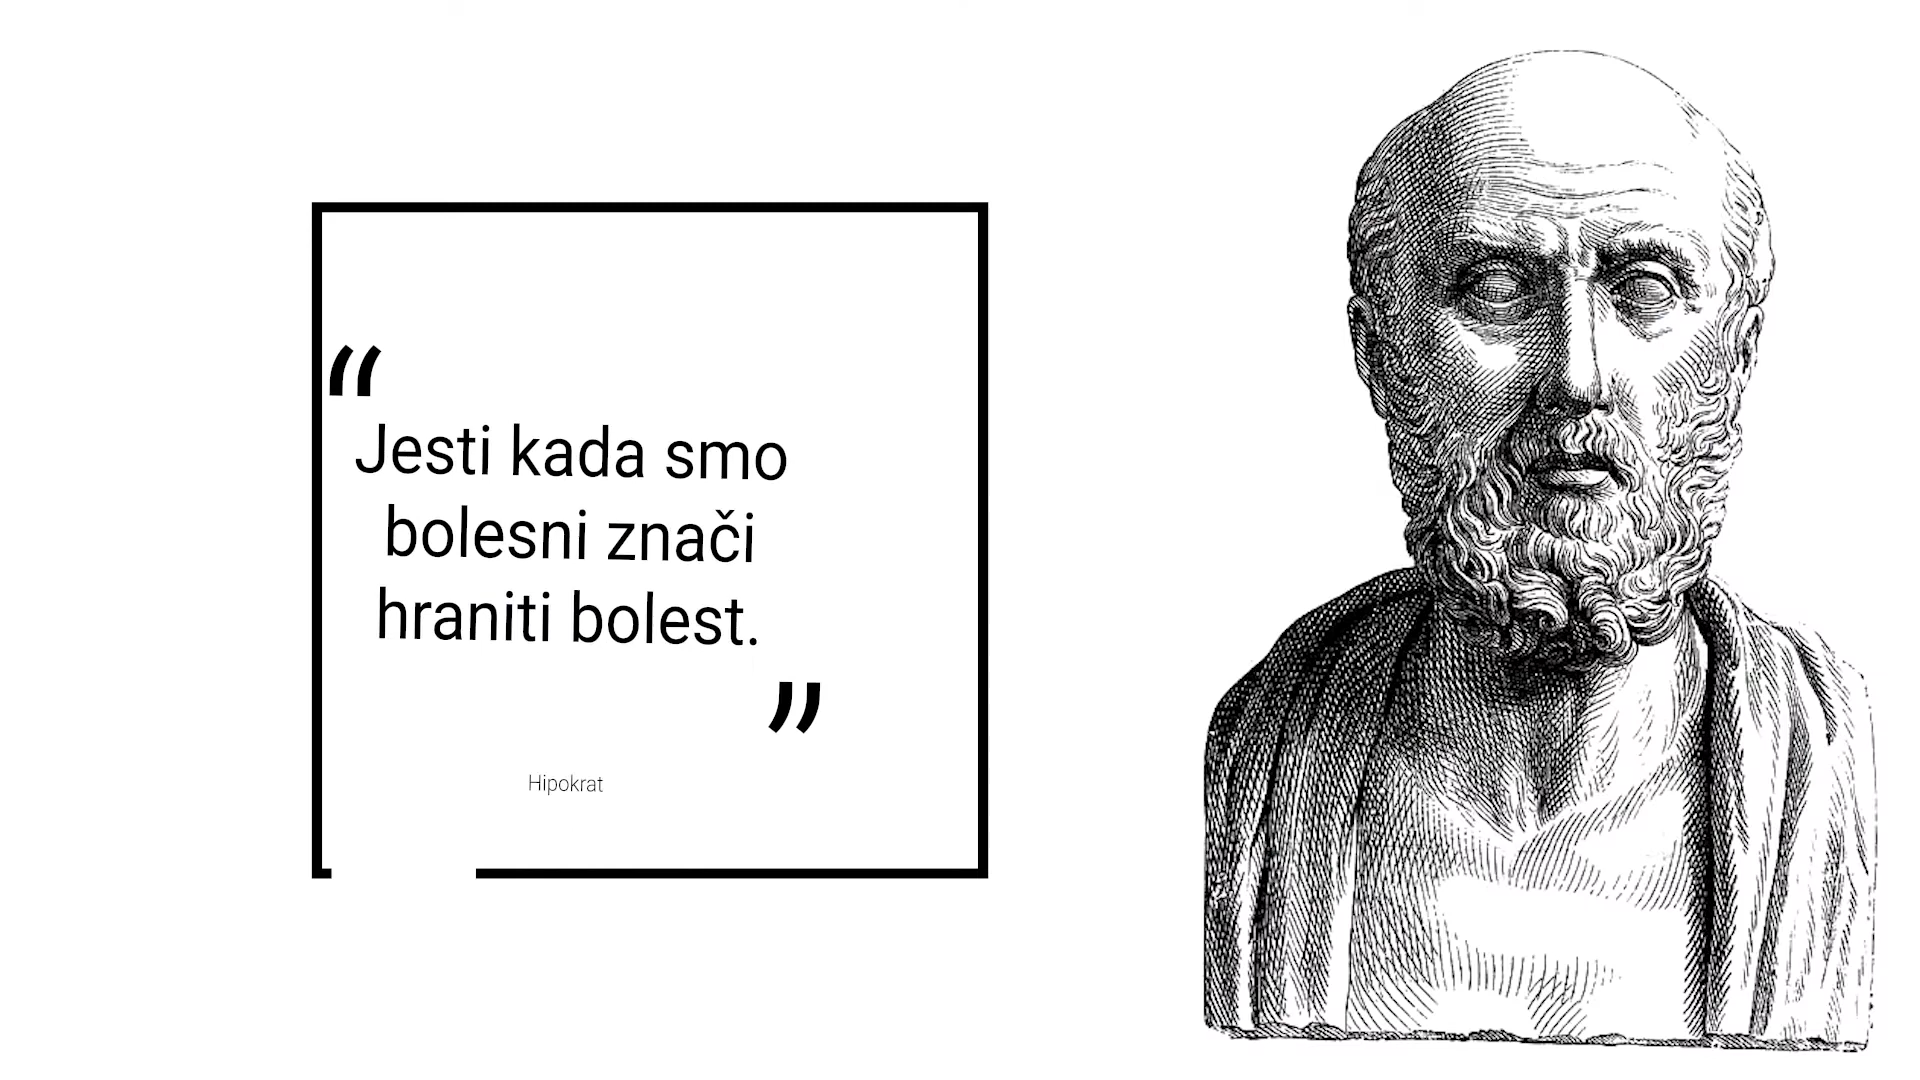 “
Jesti kada smo
bolesni znači
hraniti bolest.
”
Hipokrat